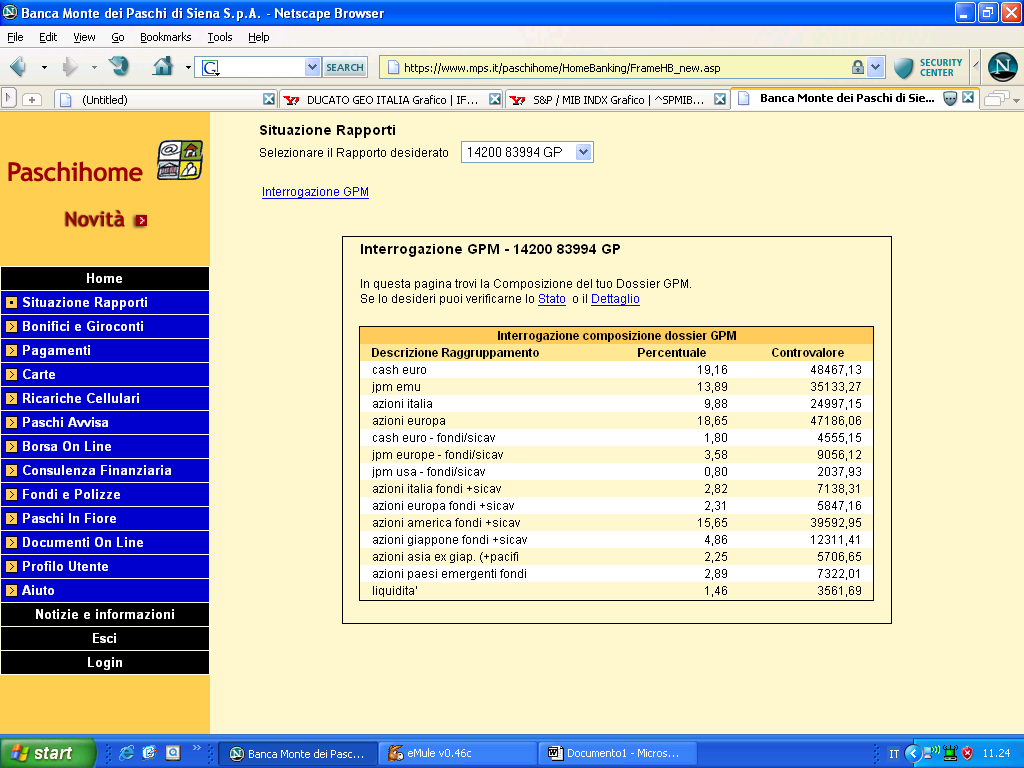 Banca Monte dei Paschi di Siena S.p.A. - Netscape Browser
File Edit View Go Bookmarks Tools Help
G SEARCH https://www.mps.it/paschihome/HomeBanking/FrameHB_new.asp SECURITY CENTER N
(Untitled) DUCATO GEO ITALIA Grafico | IF... S&P / MIB INDX Grafico | ^SPMIB... Banca Monte dei Paschi di Sie...
Paschihome
Novità
Home
Situazione Rapporti
Bonifici e Giroconti
Pagamenti
Carte
Ricariche Cellulari
Paschi Avvisa
Borsa On Line
Consulenza Finanziaria
Fondi e Polizze
Paschi In Fiore
Documenti On Line
Profilo Utente
Aiuto
Notizie e informazioni
Esci
Login
Situazione Rapporti
Selezionare il Rapporto desiderato 14200 83994 GP
Interrogazione GPM
Interrogazione GPM - 14200 83994 GP
In questa pagina trovi la Composizione del tuo Dossier GPM.
Se lo desideri puoi verificarne lo Stato o il Dettaglio
Interrogazione composizione dossier GPM
Descrizione Raggruppamento Percentuale Controvalore
cash euro 19,16 48467,13
jpm emu 13,89 35133,27
azioni italia 9,88 24997,15
azioni europa 18,65 47186,06
cash euro - fondi/sicav 1,80 4555,15
jpm europe - fondi/sicav 3,58 9056,12
jpm usa - fondi/sicav 0,80 2037,93
azioni italia fondi +sicav 2,82 7138,31
azioni europa fondi +sicav 2,31 5847,16
azioni america fondi +sicav 15,65 39592,95
azioni giappone fondi +sicav 4,86 12311,41
azioni asia ex giap. (+pacifi 2,25 5706,65
azioni paesi emergenti fondi 2,89 7322,01
liquidita' 1,46 3561,69
start Banca Monte dei Pasc... eMule v0.46c Documento1 - Micros... IT 11.24